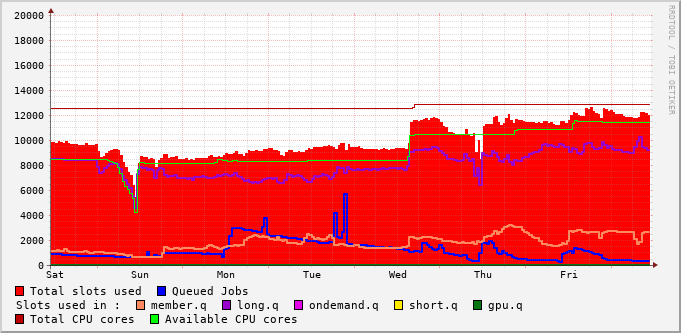 RRDTOOL / TOBI OETIKER
20000
18000
16000
14000
12000
10000
8000
6000
4000
2000
0
Sat Sun Mon Tue Wed Thu Fri
Total slots used Queued Jobs
Slots used in : member.q long.q ondemand.q short.q gpu.q
Total CPU cores Available CPU cores